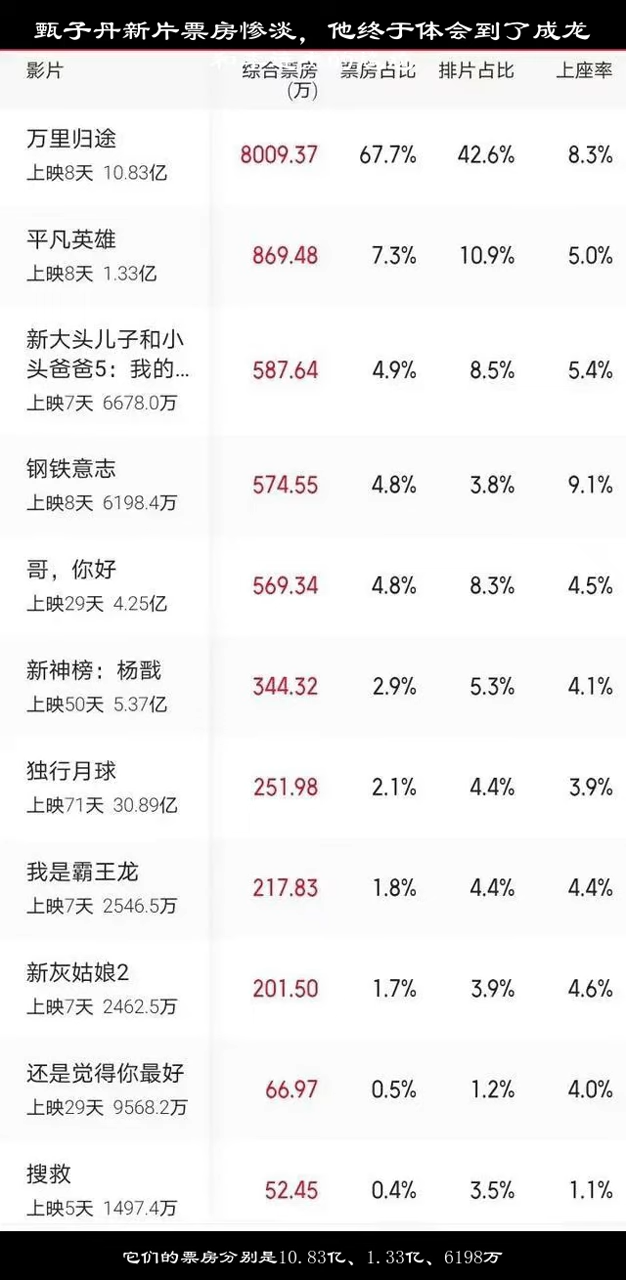 甄子丹新片票房惨淡，他终于体会到了成龙
影片 综合票房 票房占比 排片占比 上座率
(万)
万里归途
上映8天 10.83亿
8009.37 67.7% 42.6% 8.3%
平凡英雄
上映8天 1.33亿
869.48 7.3% 10.9% 5.0%
新大头儿子和小
头爸爸5：我的...
上映7天 6678.0万
587.64 4.9% 8.5% 5.4%
钢铁意志
上映8天 6198.4万
574.55 4.8% 3.8% 9.1%
哥，你好
上映29天 4.25亿
569.34 4.8% 8.3% 4.5%
新神榜：杨戬
上映50天 5.37亿
344.32 2.9% 5.3% 4.1%
独行月球
上映71天 30.89亿
251.98 2.1% 4.4% 3.9%
我是霸王龙
上映7天 2546.5万
217.83 1.8% 4.4% 4.4%
新灰姑娘2
上映7天 2462.5万
201.50 1.7% 3.9% 4.6%
还是觉得你最好
上映29天 9568.2万
66.97 0.5% 1.2% 4.0%
搜救
上映5天 1497.4万
52.45 0.4% 3.5% 1.1%
它们的票房分别是10.83亿、1.33亿、6198万